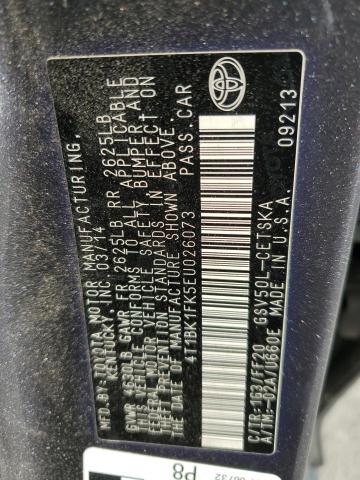 MFD. BY: TOYOTA MOTOR MANUFACTURING,
KENTUCKY, INC. 03/14
GVWR 4630LB GAWR FR 2625LB RR 2625LB
THIS VEHICLE CONFORMS TO ALL APPLICABLE
FEDERAL MOTOR VEHICLE SAFETY, BUMPER AND
THEFT PREVENTION STANDARDS IN EFFECT ON
THE DATE OF MANUFACTURE SHOWN ABOVE.
4T1BK1FK5EU026073 PASS. CAR
C/TR: 1G3/FF20 GSV50L-CETSKA
A/TM: -02A/U660E MADE IN U.S.A.
09213
P8